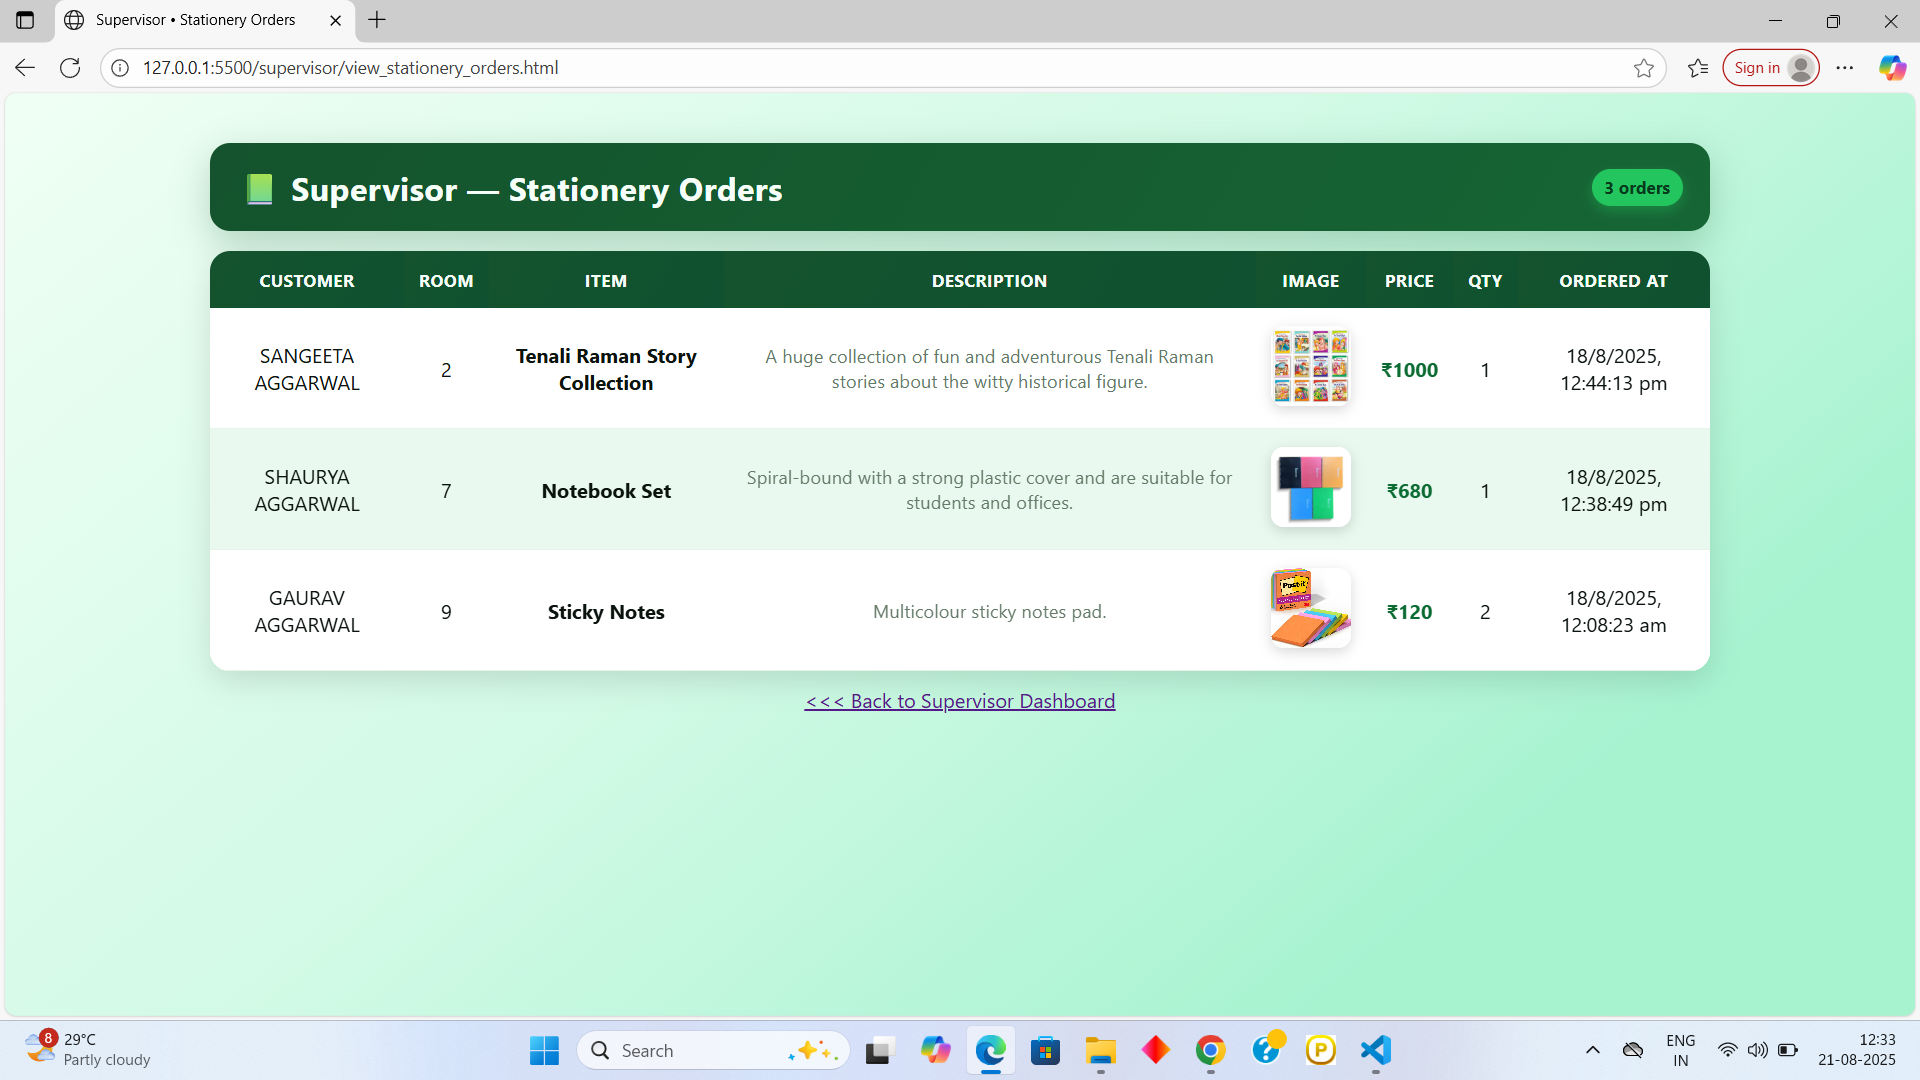 Supervisor • Stationery Orders
127.0.0.1:5500/supervisor/view_stationery_orders.html
Sign in
Supervisor — Stationery Orders
3 orders
CUSTOMER ROOM ITEM DESCRIPTION IMAGE PRICE QTY ORDERED AT
SANGEETA
AGGARWAL
2
Tenali Raman Story
Collection
A huge collection of fun and adventurous Tenali Raman
stories about the witty historical figure.
₹1000
1
18/8/2025,
12:44:13 pm
SHAURYA
AGGARWAL
7
Notebook Set
Spiral-bound with a strong plastic cover and are suitable for
students and offices.
₹680
1
18/8/2025,
12:38:49 pm
GAURAV
AGGARWAL
9
Sticky Notes
Multicolour sticky notes pad.
Post-it
₹120
2
18/8/2025,
12:08:23 am
<<< Back to Supervisor Dashboard
8
29°C
Partly cloudy
Search
ENG
IN
12:33
21-08-2025